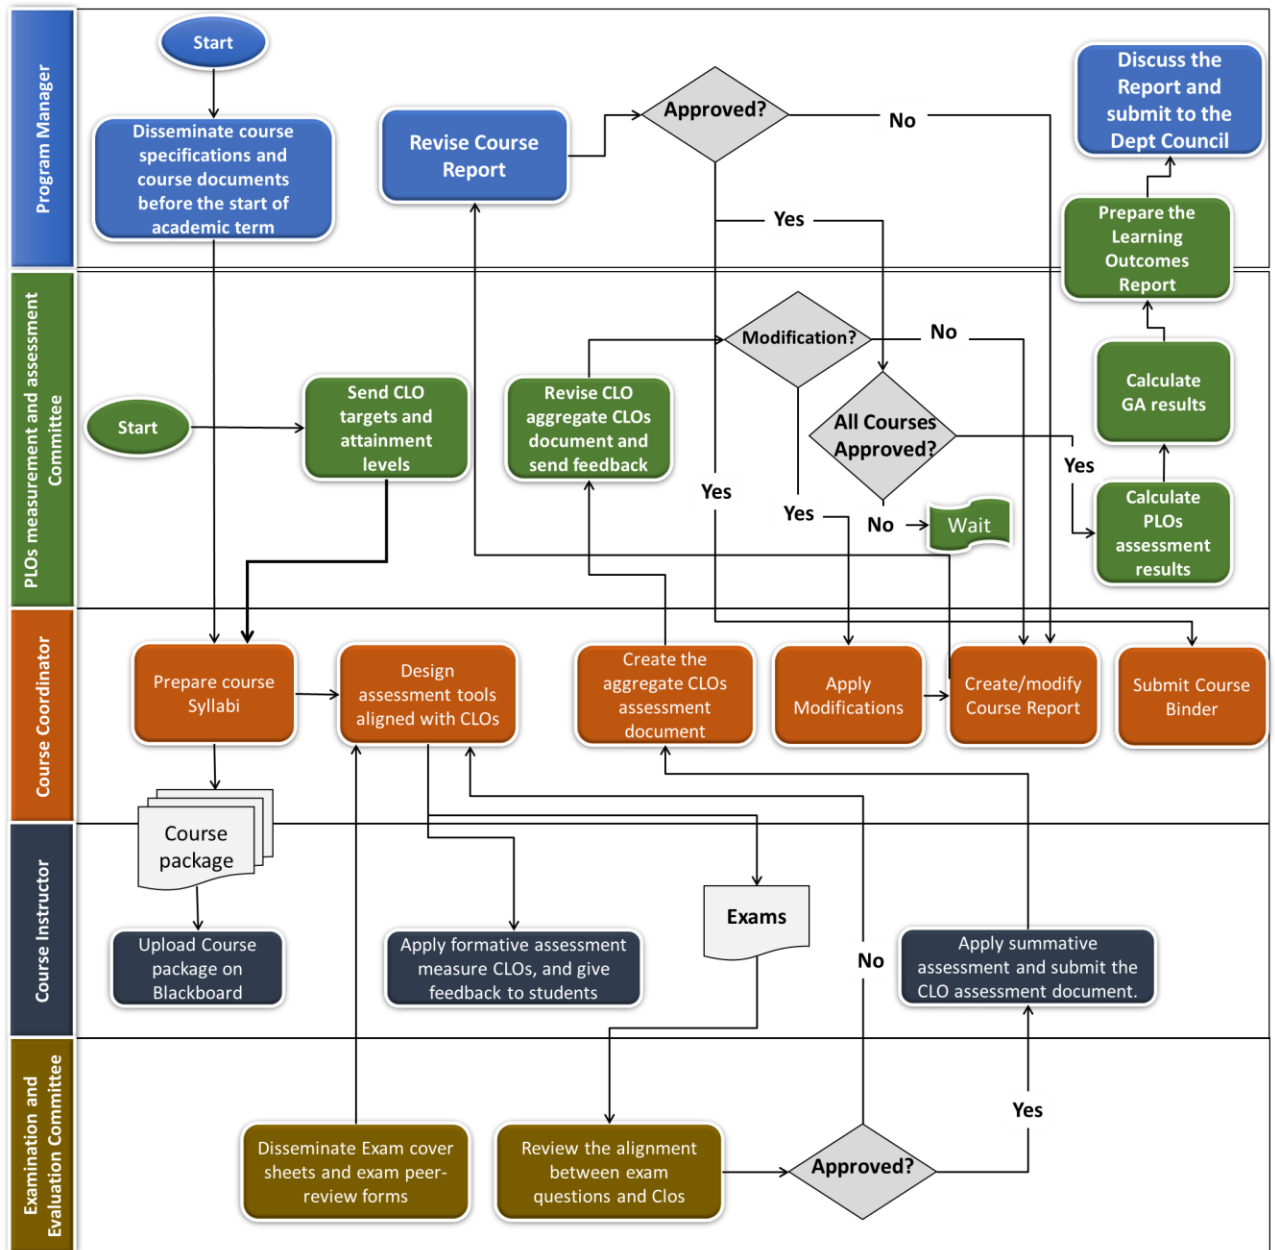 Program Manager
Start
Disseminate course
specifications and
course documents
before the start of
academic term
Revise Course
Report
Approved?
No
Yes
Discuss the
Report and
submit to the
Dept Council
Prepare the
Learning
Outcomes
Report
PLOs measurement and assessment
Committee
Start
Send CLO
targets and
attainment
levels
Revise CLO
aggregate CLOs
document and
send feedback
Modification?
No
Yes
All Courses
Approved?
Yes
No
Wait
Yes
Calculate
GA results
Calculate
PLOs
assessment
results
Course Coordinator
Prepare course
Syllabi
Design
assessment tools
aligned with CLOs
Create the
aggregate CLOs
assessment
document
Apply
Modifications
Create/modify
Course Report
Submit Course
Binder
Course Instructor
Course
package
Upload Course
package on
Blackboard
Apply formative assessment
measure CLOs, and give
feedback to students
Exams
No
Apply summative
assessment and submit the
CLO assessment document.
Examination and
Evaluation Committee
Disseminate Exam cover
sheets and exam peer-
review forms
Review the alignment
between exam
questions and Clos
Approved?
Yes